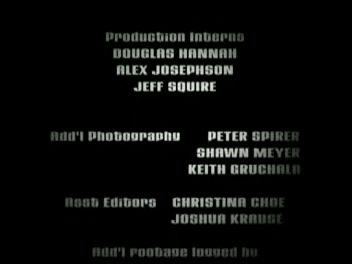 Production Interns
DOUGLAS HANNAH
ALEX JOSEPHSON
JEFF SQUIRE
Add'l Photography PETER SPIRER
SHAWN MEYER
KEITH GRUCHALA
Asst Editors CHRISTINA CHOE
JOSHUA KRAUSE
Add'l footage logged by